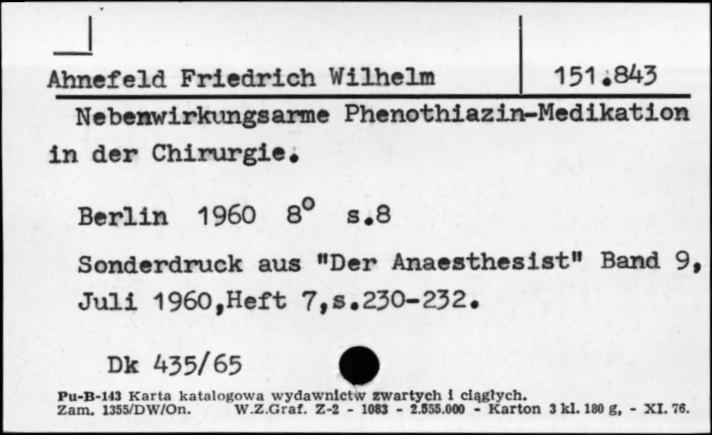 Ahnefeld Friedrich Wilhelm 151.843
Nebenwirkungsarme Phenothiazin-Medikation
in der Chirurgie.
Berlin 1960 8° s.8
Sonderdruck aus "Der Anaesthesist" Band 9,
Juli 1960,Heft 7,s.230-232.
Dk 435/65
Pu-B-143 Karta katalogowa wydawnictw zwartych i ciągłych.
Zam. 1355/DW/On. W.Z.Graf. Z-2 - 1083 - 2.555.000 - Karton 3 kl. 180 g, - XI. 76.